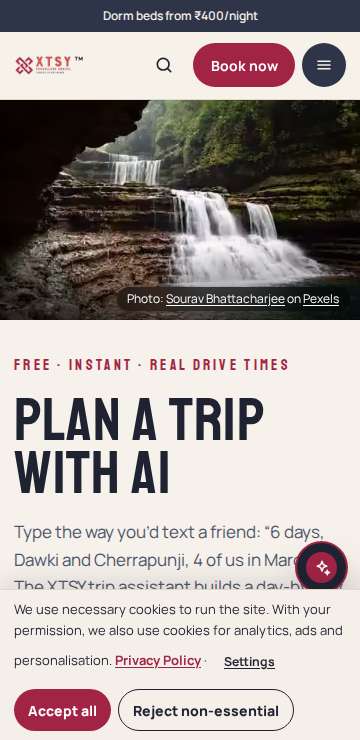 Dorm beds from ₹400/night
XTSY™
Book now
Photo: Sourav Bhattacharjee on Pexels
FREE · INSTANT · REAL DRIVE TIMES
PLAN A TRIP
WITH AI
Type the way you'd text a friend: “6 days,
Dawki and Cherrapunji, 4 of us in
The XTSY trip assistant builds a
We use necessary cookies to run the site. With your
permission, we also use cookies for analytics, ads and
personalisation. Privacy Policy · Settings
Accept all
Reject non-essential